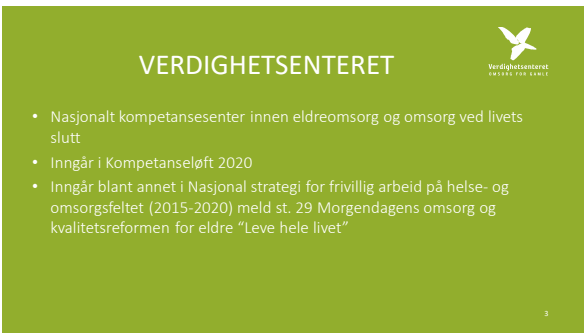 VERDIGHETSENTERET
Verdighetsenteret
OMSORG FOR GAMLE
• Nasjonalt kompetansesenter innen eldreomsorg og omsorg ved livets
slutt
• Inngår i Kompetanseløft 2020
• Inngår blant annet i Nasjonal strategi for frivillig arbeid på helse- og
omsorgsfeltet (2015-2020) meld st. 29 Morgendagens omsorg og
kvalitetsreformen for eldre “Leve hele livet”
3